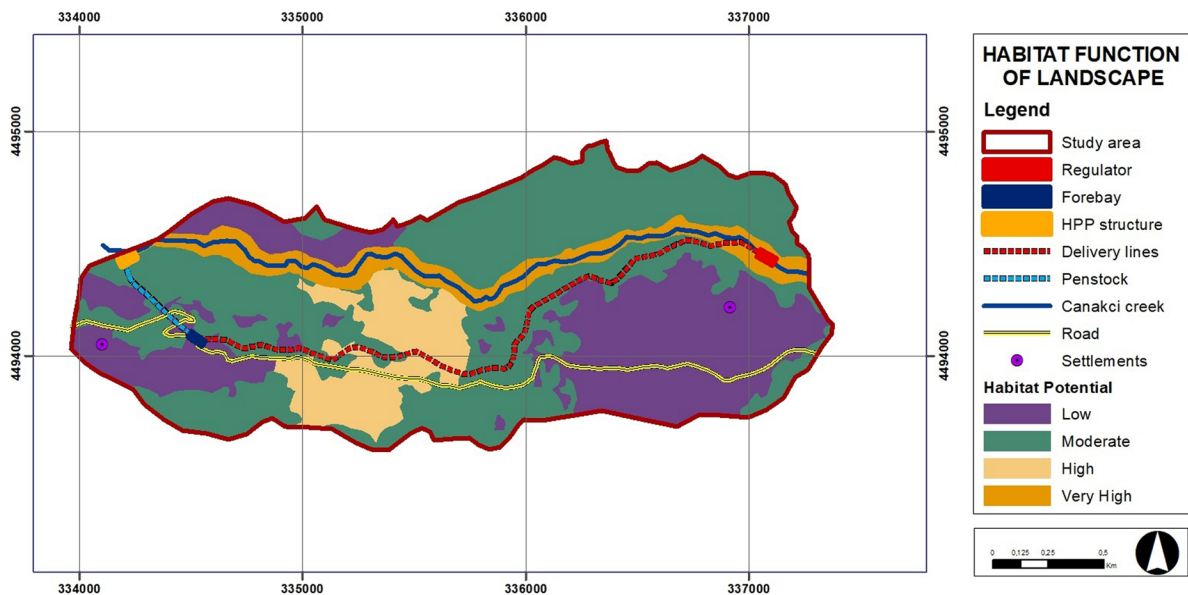 334000 335000 336000 337000
HABITAT FUNCTION
OF LANDSCAPE
Legend
Study area
Regulator
Forebay
HPP structure
Delivery lines
Penstock
Canakci creek
Road
Settlements
Habitat Potential
Low
Moderate
High
Very High
4495000 4495000
4494000 4494000
0 0,125 0,25 0,5
Km
334000 335000 336000 337000